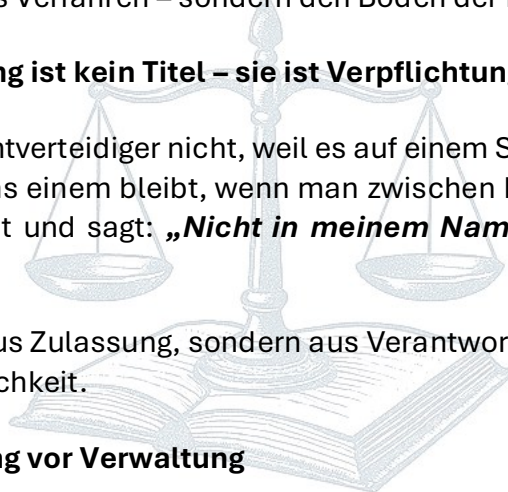 s Verfahren – sondern den Boden der
ng ist kein Titel – sie ist Verpflichtun
ntverteidiger nicht, weil es auf einem S
as einem bleibt, wenn man zwischen
t und sagt: „Nicht in meinem Nam
us Zulassung, sondern aus Verantwor
chkeit.
ng vor Verwaltung